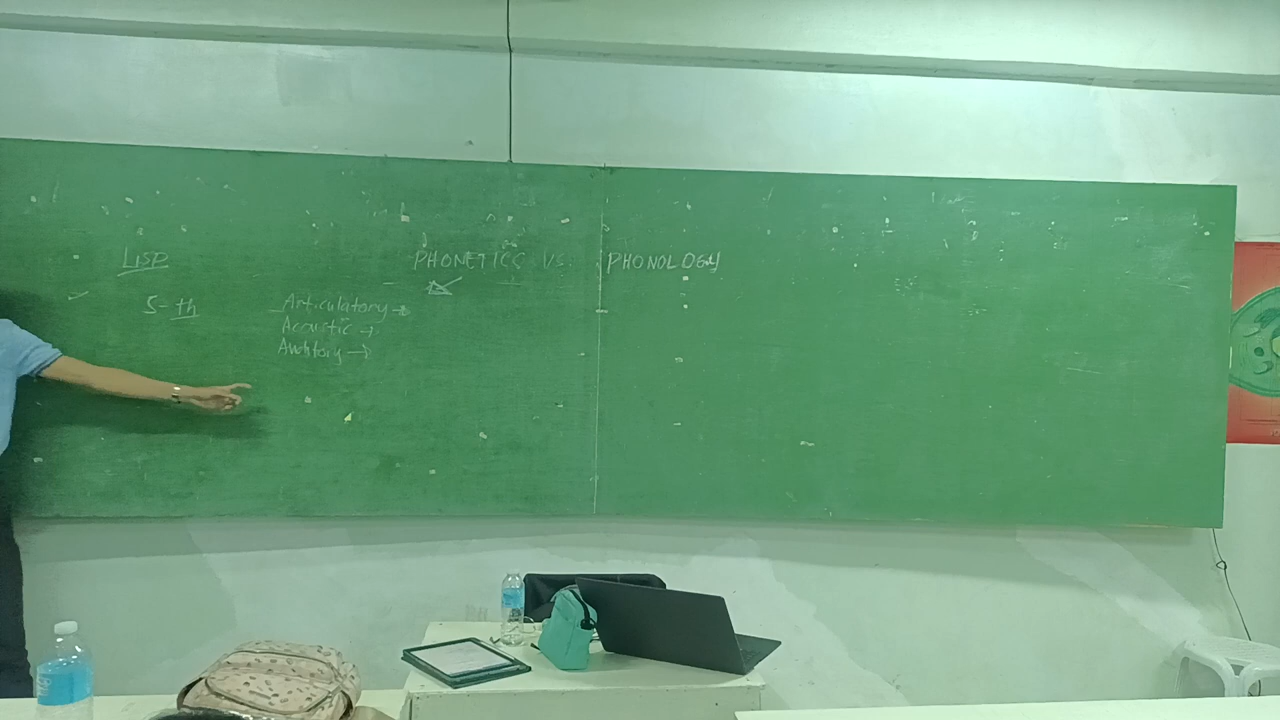 LISP
S-th
PHONETICS VS. PHONOLOGY
Articulatory →
Acoustic →
Auditory →